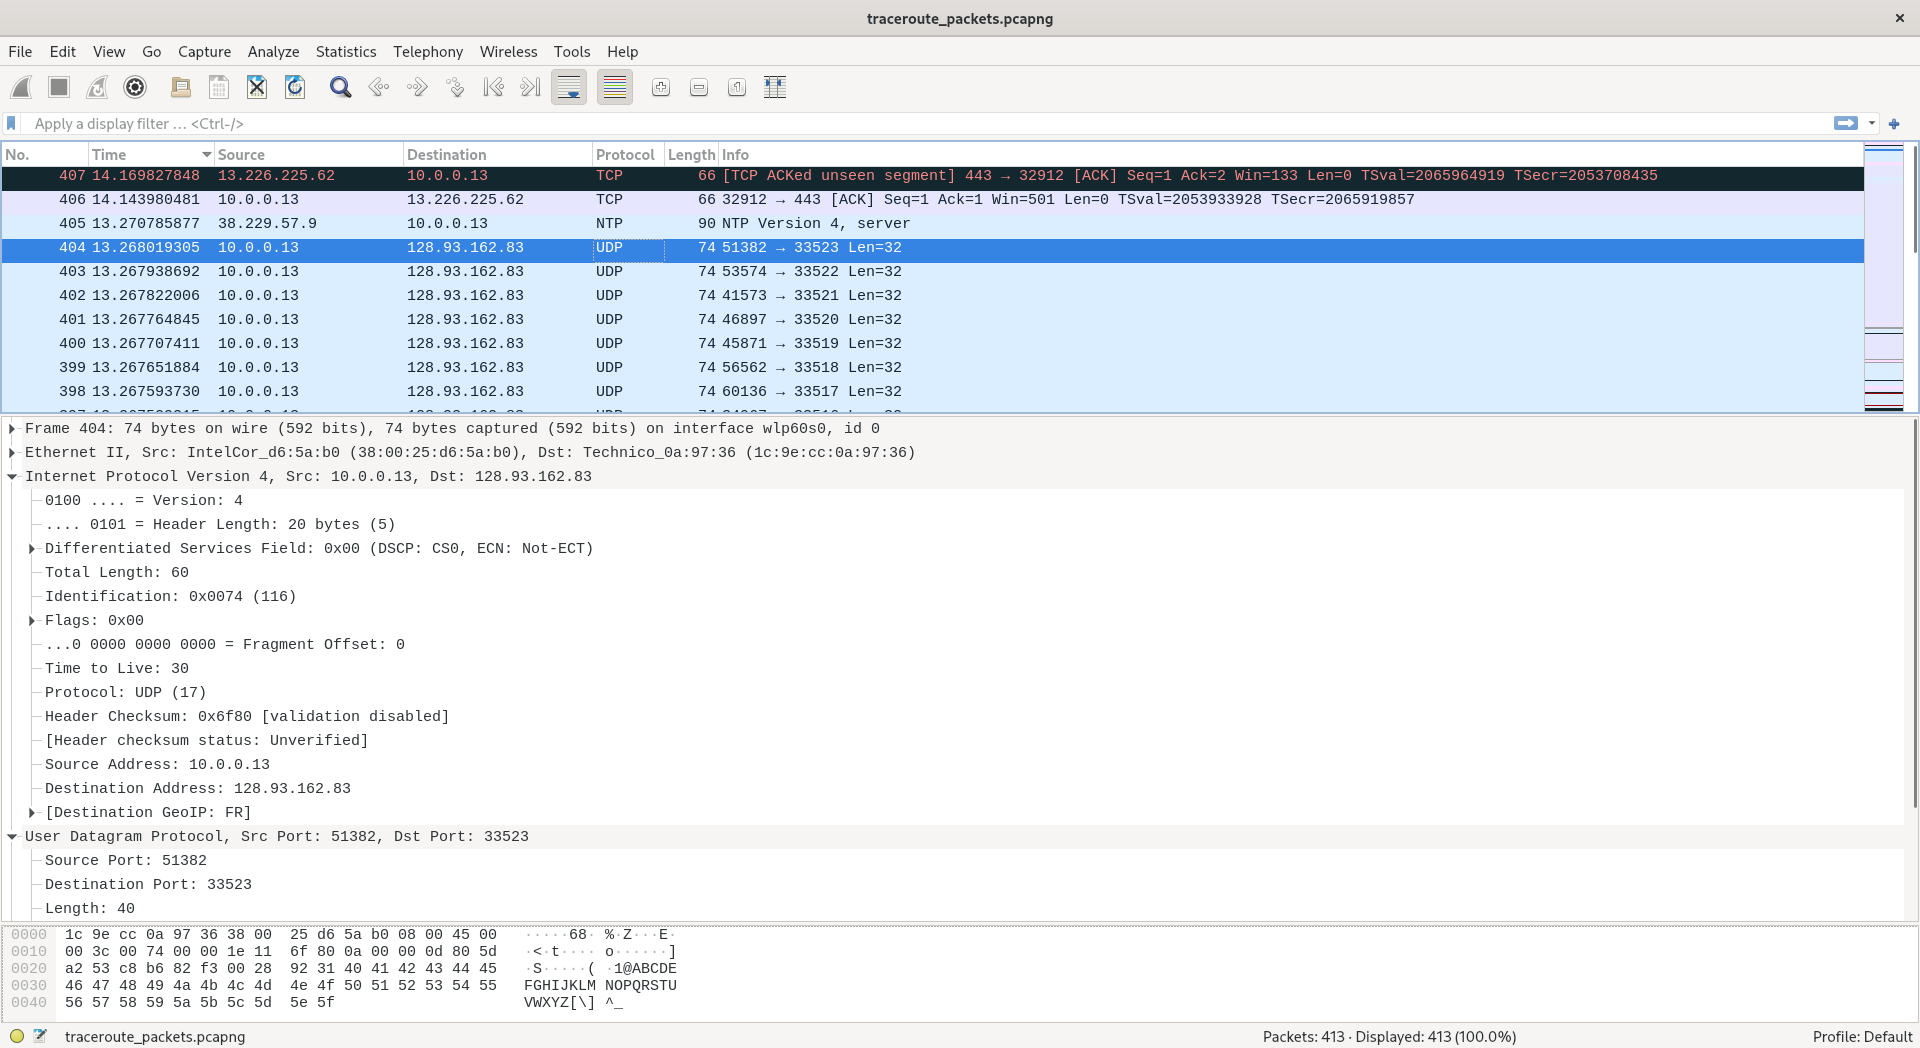 traceroute_packets.pcapng
File Edit View Go Capture Analyze Statistics Telephony Wireless Tools Help
Apply a display filter … <Ctrl-/>
No. Time Source Destination Protocol Length Info
407 14.169827848 13.226.225.62 10.0.0.13 TCP 66 [TCP ACKed unseen segment] 443 → 32912 [ACK] Seq=1 Ack=2 Win=133 Len=0 TSval=2065964919 TSecr=2053708435
406 14.143980481 10.0.0.13 13.226.225.62 TCP 66 32912 → 443 [ACK] Seq=1 Ack=1 Win=501 Len=0 TSval=2053933928 TSecr=2065919857
405 13.270785877 38.229.57.9 10.0.0.13 NTP 90 NTP Version 4, server
404 13.268019305 10.0.0.13 128.93.162.83 UDP 74 51382 → 33523 Len=32
403 13.267938692 10.0.0.13 128.93.162.83 UDP 74 53574 → 33522 Len=32
402 13.267822006 10.0.0.13 128.93.162.83 UDP 74 41573 → 33521 Len=32
401 13.267764845 10.0.0.13 128.93.162.83 UDP 74 46897 → 33520 Len=32
400 13.267707411 10.0.0.13 128.93.162.83 UDP 74 45871 → 33519 Len=32
399 13.267651884 10.0.0.13 128.93.162.83 UDP 74 56562 → 33518 Len=32
398 13.267593730 10.0.0.13 128.93.162.83 UDP 74 60136 → 33517 Len=32
Frame 404: 74 bytes on wire (592 bits), 74 bytes captured (592 bits) on interface wlp60s0, id 0
Ethernet II, Src: IntelCor_d6:5a:b0 (38:00:25:d6:5a:b0), Dst: Technico_0a:97:36 (1c:9e:cc:0a:97:36)
Internet Protocol Version 4, Src: 10.0.0.13, Dst: 128.93.162.83
0100 .... = Version: 4
.... 0101 = Header Length: 20 bytes (5)
Differentiated Services Field: 0x00 (DSCP: CS0, ECN: Not-ECT)
Total Length: 60
Identification: 0x0074 (116)
Flags: 0x00
...0 0000 0000 0000 = Fragment Offset: 0
Time to Live: 30
Protocol: UDP (17)
Header Checksum: 0x6f80 [validation disabled]
[Header checksum status: Unverified]
Source Address: 10.0.0.13
Destination Address: 128.93.162.83
[Destination GeoIP: FR]
User Datagram Protocol, Src Port: 51382, Dst Port: 33523
Source Port: 51382
Destination Port: 33523
Length: 40
0000 1c 9e cc 0a 97 36 38 00 25 d6 5a b0 08 00 45 00 ·····68· %·Z···E·
0010 00 3c 00 74 00 00 1e 11 6f 80 0a 00 00 0d 80 5d ·<·t···· o······]
0020 a2 53 c8 b6 82 f3 00 28 92 31 40 41 42 43 44 45 ·S·····( ·1@ABCDE
0030 46 47 48 49 4a 4b 4c 4d 4e 4f 50 51 52 53 54 55 FGHIJKLM NOPQRSTU
0040 56 57 58 59 5a 5b 5c 5d 5e 5f VWXYZ[\] ^_
traceroute_packets.pcapng Packets: 413 · Displayed: 413 (100.0%) Profile: Default